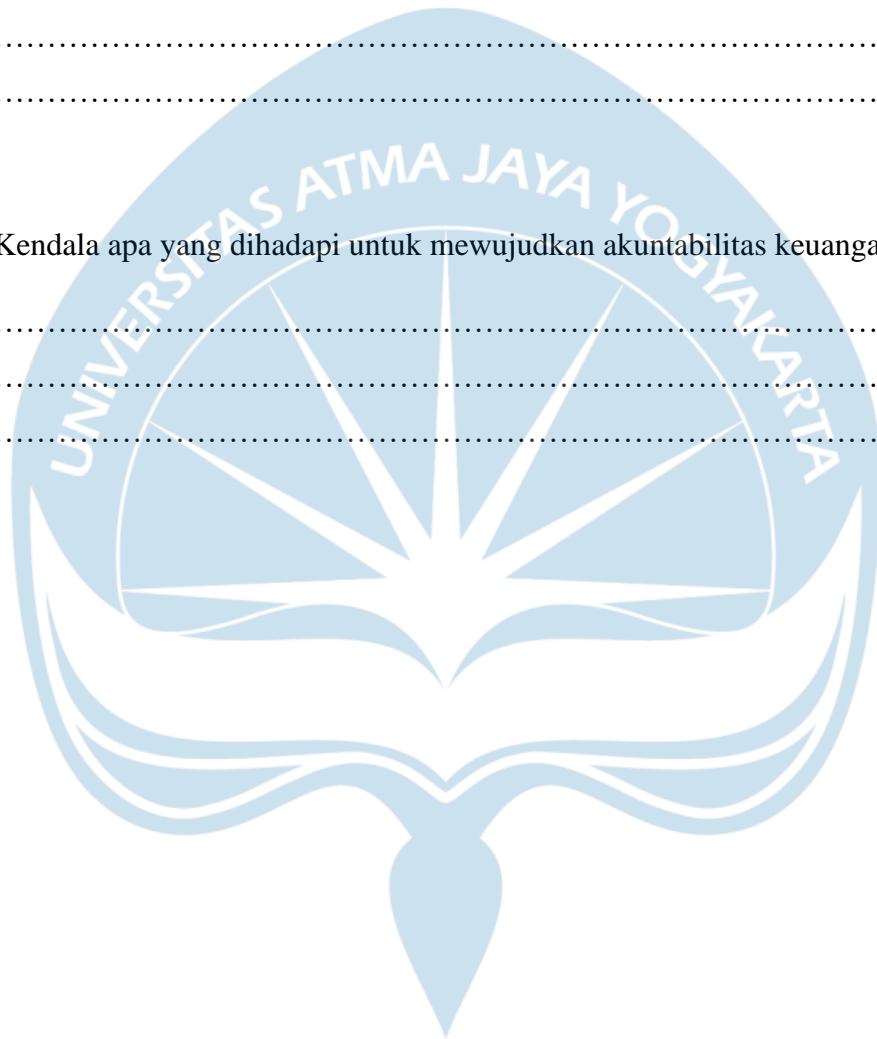 ………………………………………………………………………………
………………………………………………………………………………
UNIVERSITAS ATMA JAYA YOGYAKARTA
Kendala apa yang dihadapi untuk mewujudkan akuntabilitas keuanga
………………………………………………………………………………
………………………………………………………………………………
………………………………………………………………………………